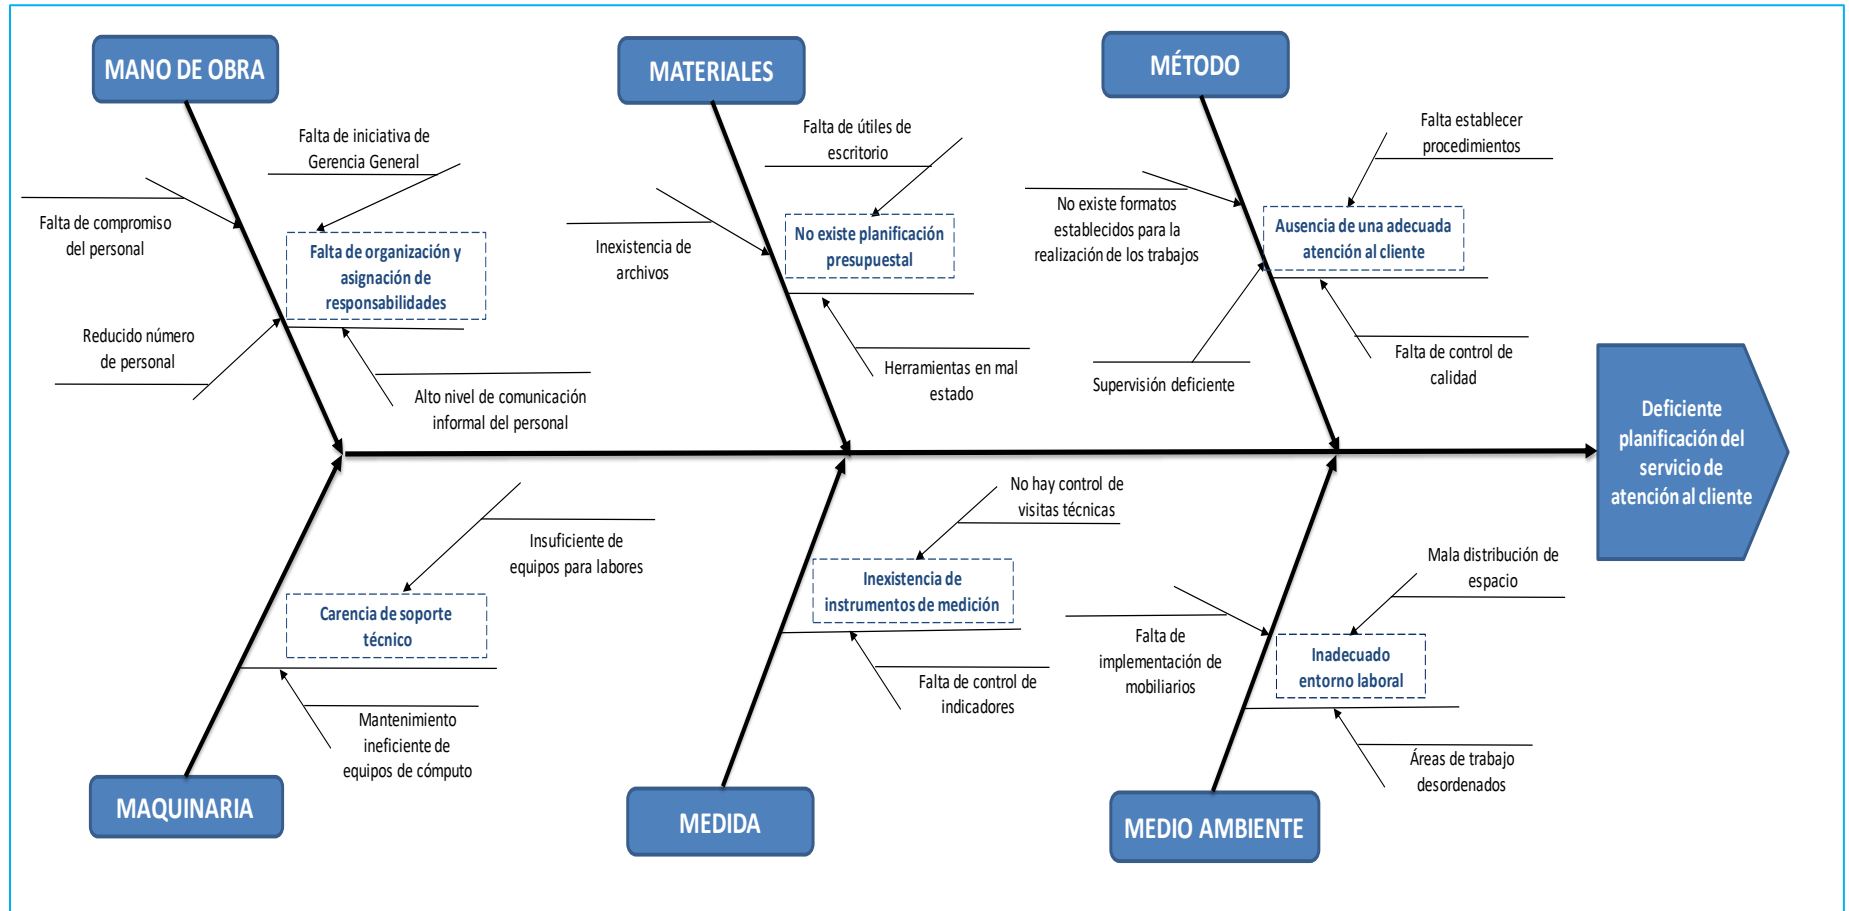 MANO DE OBRA
MATERIALES
MÉTODO
Falta de iniciativa de
Gerencia General
Falta de compromiso
del personal
Falta de organización y
asignación de
responsabilidades
Reducido número
de personal
Alto nivel de comunicación
informal del personal
Falta de útiles de
escritorio
Inexistencia de
archivos
No existe planificación
presupuestal
Herramientas en mal
estado
Falta establecer
procedimientos
No existe formatos
establecidos para la
realización de los trabajos
Ausencia de una adecuada
atención al cliente
Supervisión deficiente
Falta de control de
calidad
Deficiente
planificación del
servicio de
atención al cliente
Insuficiente de
equipos para labores
Carencia de soporte
técnico
Mantenimiento
ineficiente de
equipos de cómputo
No hay control de
visitas técnicas
Inexistencia de
instrumentos de medición
Falta de control de
indicadores
Mala distribución de
espacio
Falta de
implementación de
mobiliarios
Inadecuado
entorno laboral
Áreas de trabajo
desordenados
MAQUINARIA
MEDIDA
MEDIO AMBIENTE